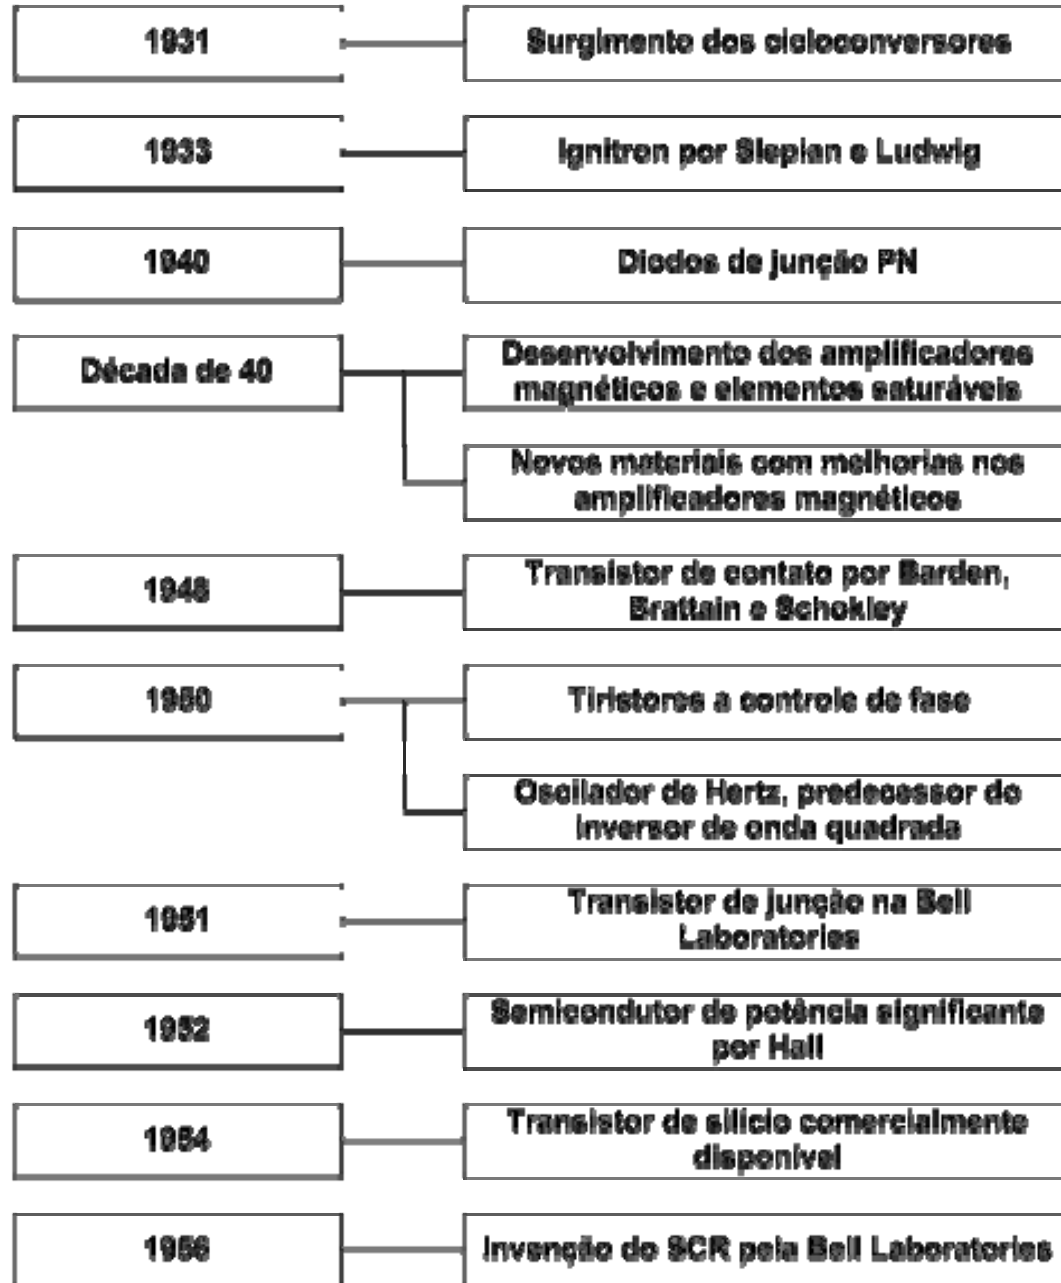 1931
Surgimento dos cicloconversores
1933
Ignitron por Slepian e Ludwig
1940
Diodos de junção PN
Década de 40
Desenvolvimento dos amplificadores
magnéticos e elementos saturáveis
Novos materiais com melhorias nos
amplificadores magnéticos
1948
Transistor de contato por Barden,
Brattain e Schokley
1950
Tiristores a controle de fase
Oscilador de Hertz, predecessor do
inversor de onda quadrada
1951
Transistor de junção na Bell
Laboratories
1952
Semicondutor de potência significante
por Hall
1954
Transistor de silício comercialmente
disponível
1956
Invenção do SCR pela Bell Laboratories